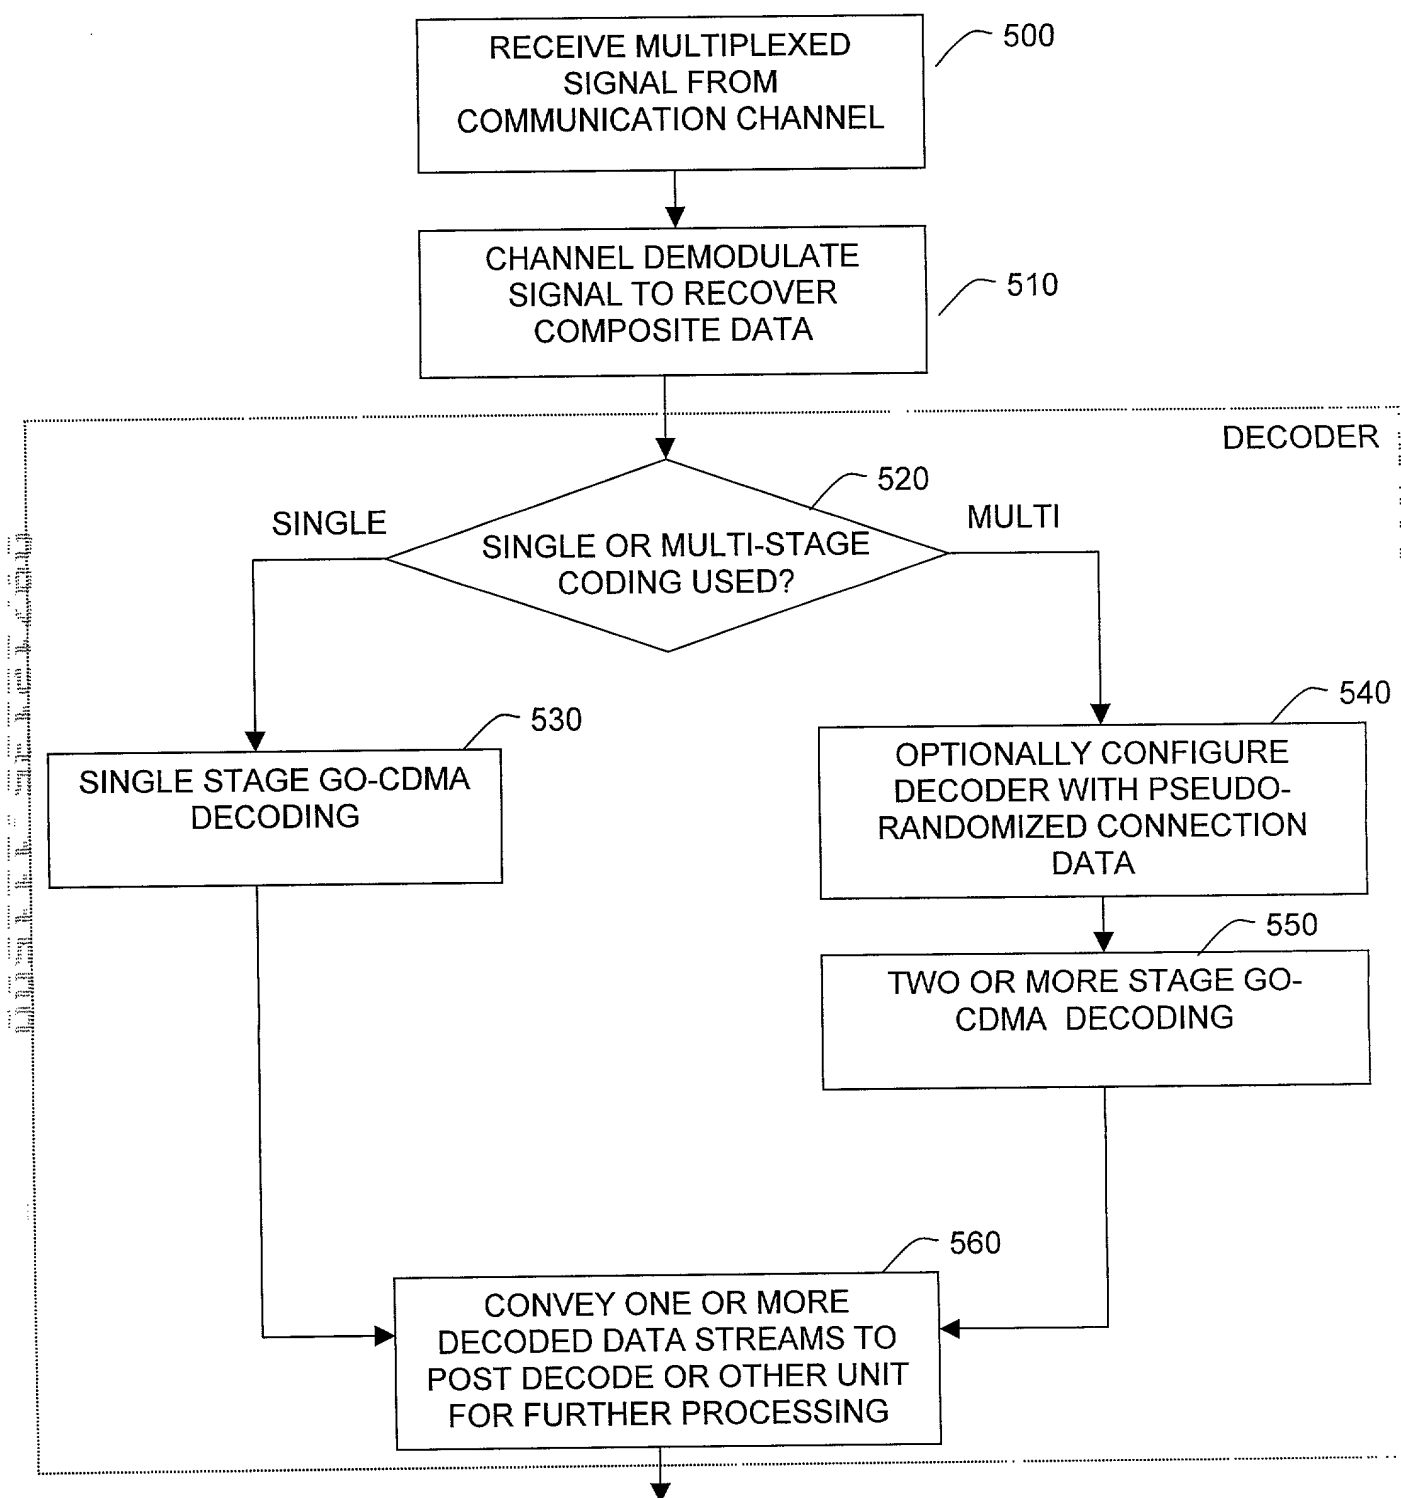 RECEIVE MULTIPLEXED
SIGNAL FROM
COMMUNICATION CHANNEL
500
CHANNEL DEMODULATE
SIGNAL TO RECOVER
COMPOSITE DATA
510
DECODER
520
SINGLE
MULTI
SINGLE OR MULTI-STAGE
CODING USED?
530
SINGLE STAGE GO-CDMA
DECODING
540
OPTIONALLY CONFIGURE
DECODER WITH PSEUDO-
RANDOMIZED CONNECTION
DATA
550
TWO OR MORE STAGE GO-
CDMA DECODING
560
CONVEY ONE OR MORE
DECODED DATA STREAMS TO
POST DECODE OR OTHER UNIT
FOR FURTHER PROCESSING